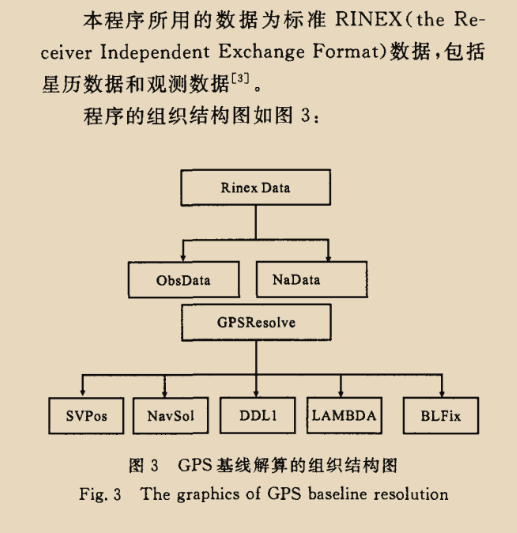 本程序所用的数据为标准 RINEX(the Re-
ceiver Independent Exchange Format)数据,包括
星历数据和观测数据[3]。
程序的组织结构图如图 3:
Rinex Data
ObsData NaData
GPSResolve
SVPos NavSol DDL1 LAMBDA BLFix
图 3 GPS 基线解算的组织结构图
Fig. 3 The graphics of GPS baseline resolution